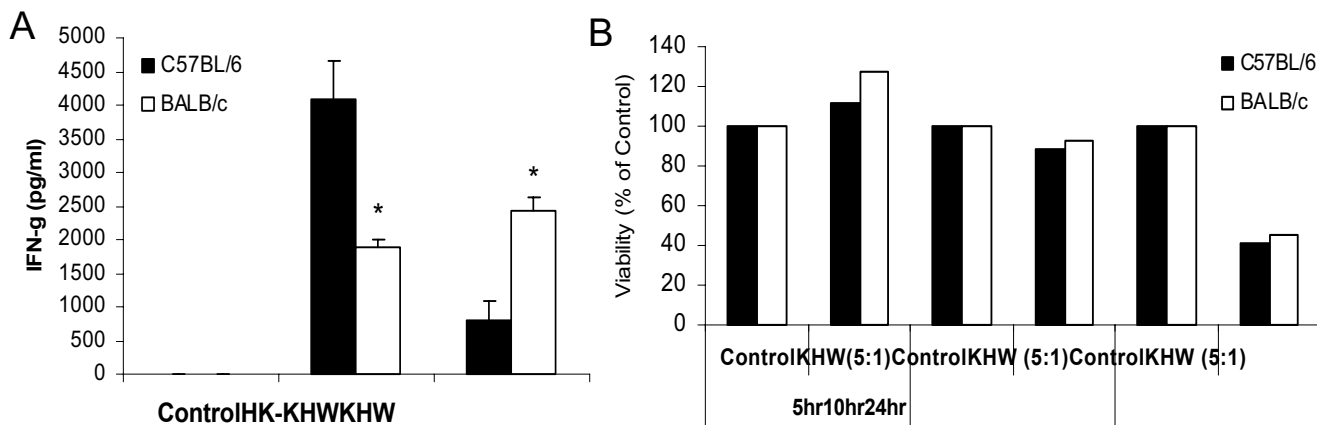 A
IFN-g (pg/ml)
5000
4500
4000
3500
3000
2500
2000
1500
1000
500
0
C57BL/6
BALB/c
*
*
ControlHK-KHWKHW
B
Viability (% of Control)
140
120
100
80
60
40
20
0
C57BL/6
BALB/c
ControlKHW(5:1)ControlKHW (5:1)ControlKHW (5:1)
5hr10hr24hr